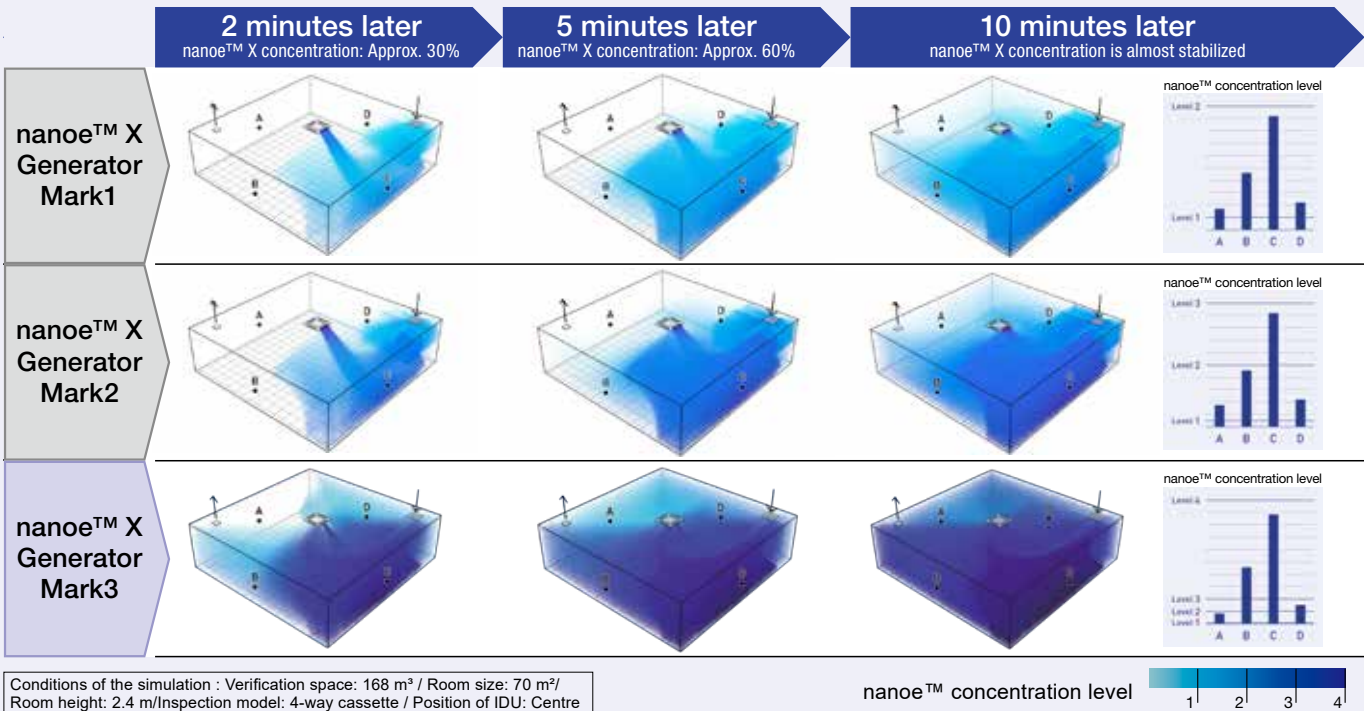 2 minutes later
nanoe™ X concentration: Approx. 30%
5 minutes later
nanoe™ X concentration: Approx. 60%
10 minutes later
nanoe™ X concentration is almost stabilized
nanoe™ X
Generator
Mark1
A
D
B
C
A
D
B
C
A
D
B
C
nanoe™ concentration level
Level 2
Level 1
A B C D
nanoe™ X
Generator
Mark2
A
D
B
C
A
D
B
C
A
D
B
C
nanoe™ concentration level
Level 3
Level 2
Level 1
A B C D
nanoe™ X
Generator
Mark3
A
D
B
C
A
D
B
A
D
B
nanoe™ concentration level
Level 4
Level 3
Level 2
Level 1
A B C D
Conditions of the simulation : Verification space: 168 m³ / Room size: 70 m²/
Room height: 2.4 m/Inspection model: 4-way cassette / Position of IDU: Centre
nanoe™ concentration level
1 2 3 4